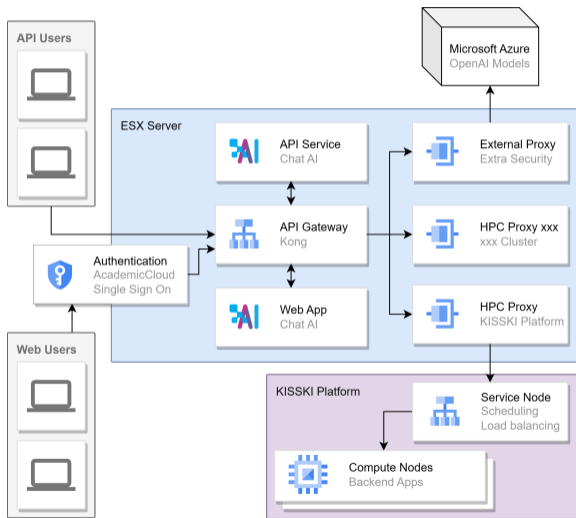 API Users
Microsoft Azure
OpenAI Models
ESX Server
API Service
Chat AI
External Proxy
Extra Security
API Gateway
Kong
HPC Proxy xxx
xxx Cluster
Authentication
AcademicCloud
Single Sign On
Web App
Chat AI
HPC Proxy
KISSKI Platform
Web Users
KISSKI Platform
Service Node
Scheduling
Load balancing
Compute Nodes
Backend Apps